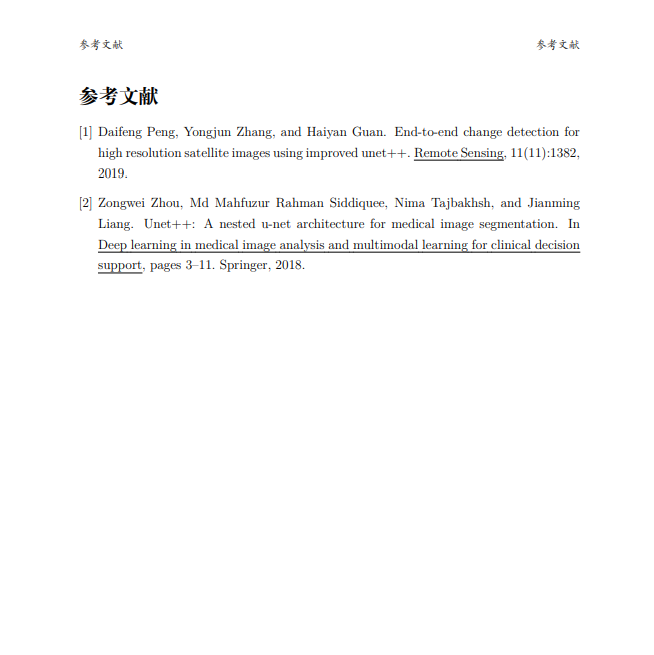 参考文献 参考文献
参考文献
[1] Daifeng Peng, Yongjun Zhang, and Haiyan Guan. End-to-end change detection for
high resolution satellite images using improved unet++. Remote Sensing, 11(11):1382,
2019.
[2] Zongwei Zhou, Md Mahfuzur Rahman Siddiquee, Nima Tajbakhsh, and Jianming
Liang. Unet++: A nested u-net architecture for medical image segmentation. In
Deep learning in medical image analysis and multimodal learning for clinical decision
support, pages 3–11. Springer, 2018.